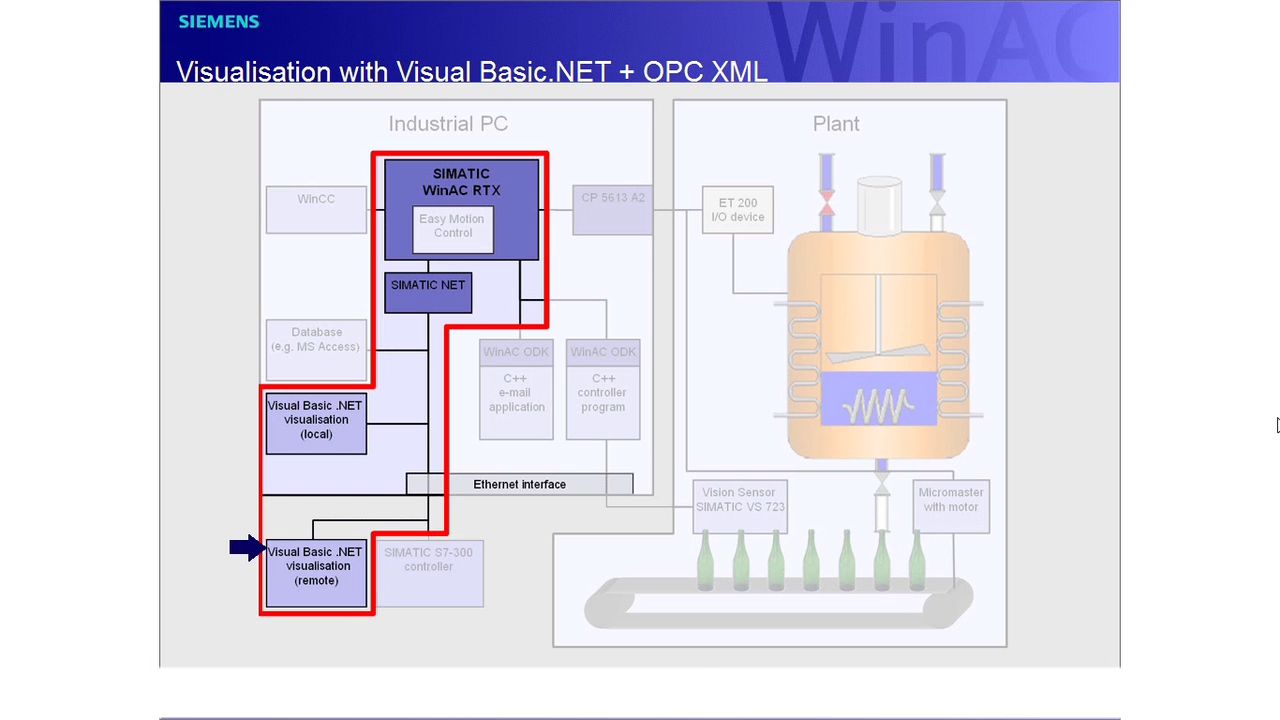 SIEMENS
WinAC
Visualisation with Visual Basic.NET + OPC XML
Industrial PC
Plant
SIMATIC
WinAC RTX
Easy Motion
Control
WinCC
CP 5613 A2
ET 200
I/O device
SIMATIC NET
Database
(e.g. MS Access)
WinAC ODK
C++
e-mail
application
WinAC ODK
C++
controller
program
Visual Basic .NET
visualisation
(local)
Ethernet interface
Vision Sensor
SIMATIC VS 723
Micromaster
with motor
Visual Basic .NET
visualisation
(remote)
SIMATIC S7-300
controller